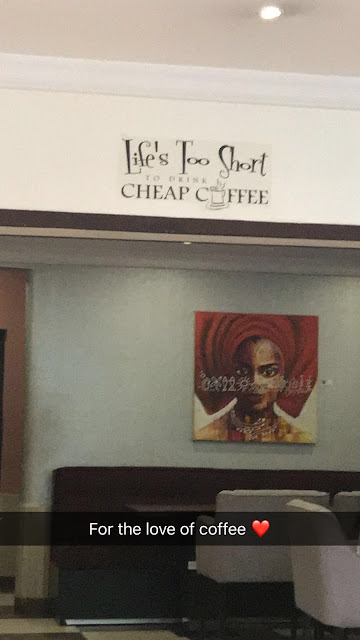 Life's Too Short
TO DRINK
CHEAP COFFEE
For the love of coffee ❤️